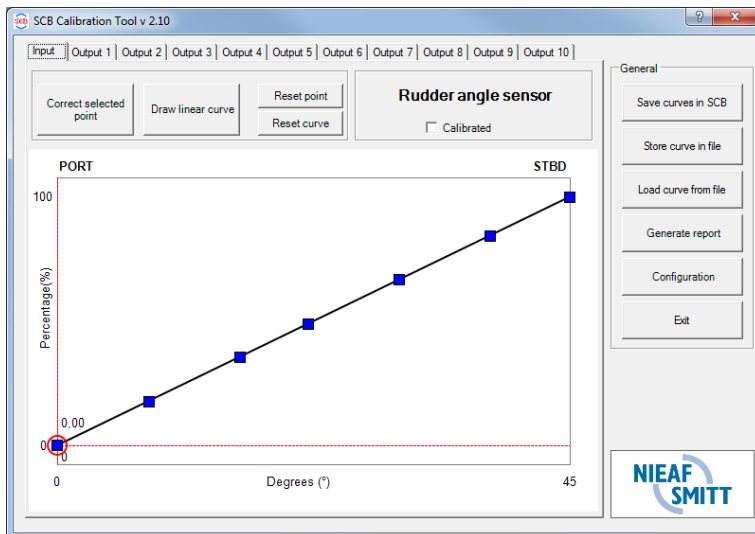 SCB Calibration Tool v 2.10
Input Output 1 Output 2 Output 3 Output 4 Output 5 Output 6 Output 7 Output 8 Output 9 Output 10
Correct selected
point
Draw linear curve
Reset point
Reset curve
Rudder angle sensor
Calibrated
PORT
STBD
100
Percentage(%)
0,00
0
0
0
Degrees (°)
45
General
Save curves in SCB
Store curve in file
Load curve from file
Generate report
Configuration
Exit
NIEAF
SMITT